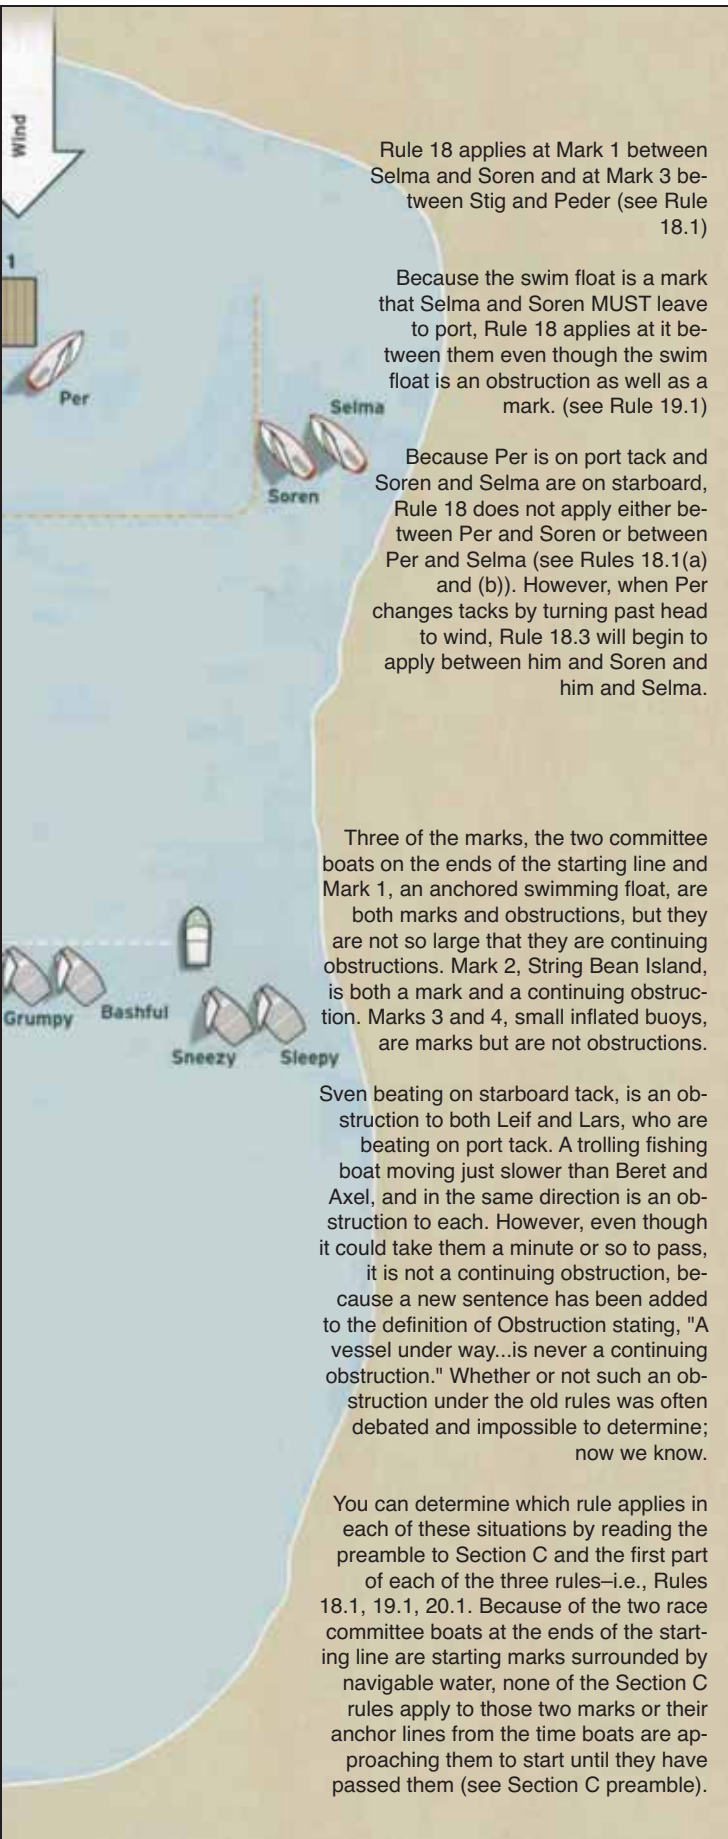 Wind
Rule 18 applies at Mark 1 between
Selma and Soren and at Mark 3 be-
tween Stig and Peder (see Rule
18.1)
1
Because the swim float is a mark
that Selma and Soren MUST leave
to port, Rule 18 applies at it be-
tween them even though the swim
float is an obstruction as well as a
mark. (see Rule 19.1)
Per
Selma
Soren
Because Per is on port tack and
Soren and Selma are on starboard,
Rule 18 does not apply either be-
tween Per and Soren or between
Per and Selma (see Rules 18.1(a)
and (b)). However, when Per
changes tacks by turning past head
to wind, Rule 18.3 will begin to
apply between him and Soren and
him and Selma.
Three of the marks, the two committee
boats on the ends of the starting line and
Mark 1, an anchored swimming float, are
both marks and obstructions, but they
are not so large that they are continuing
obstructions. Mark 2, String Bean Island,
is both a mark and a continuing obstruc-
tion. Marks 3 and 4, small inflated buoys,
are marks but are not obstructions.
Grumpy
Bashful
Sneezy
Sleepy
Sven beating on starboard tack, is an ob-
struction to both Leif and Lars, who are
beating on port tack. A trolling fishing
boat moving just slower than Beret and
Axel, and in the same direction is an ob-
struction to each. However, even though
it could take them a minute or so to pass,
it is not a continuing obstruction, be-
cause a new sentence has been added
to the definition of Obstruction stating, "A
vessel under way...is never a continuing
obstruction." Whether or not such an ob-
struction under the old rules was often
debated and impossible to determine;
now we know.
You can determine which rule applies in
each of these situations by reading the
preamble to Section C and the first part
of each of the three rules–i.e., Rules
18.1, 19.1, 20.1. Because of the two race
committee boats at the ends of the start-
ing line are starting marks surrounded by
navigable water, none of the Section C
rules apply to those two marks or their
anchor lines from the time boats are ap-
proaching them to start until they have
passed them (see Section C preamble).